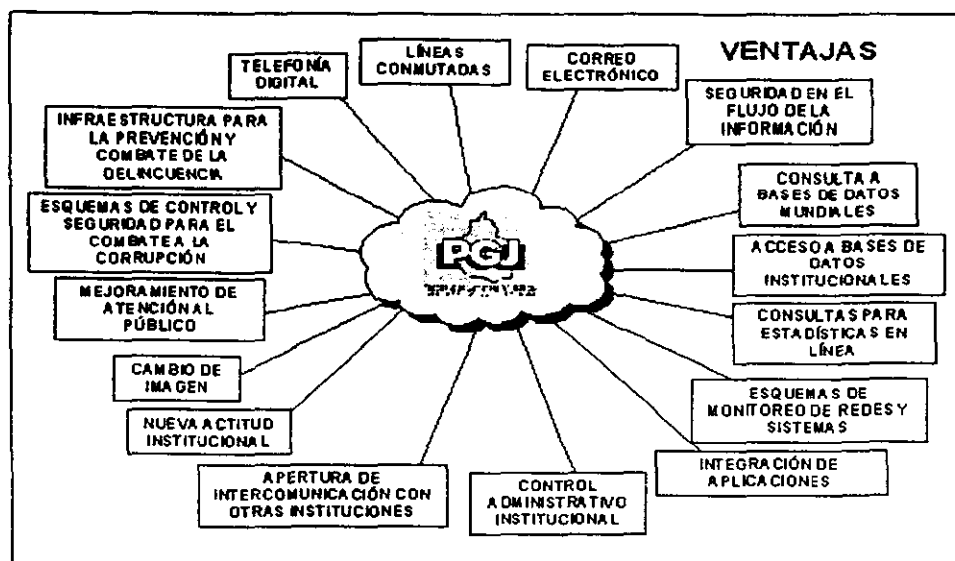 VENTAJAS
TELEFONÍA
DIGITAL
LÍNEAS
CONMUTADAS
CORREO
ELECTRÓNICO
SEGURIDAD EN EL
FLUJO DE LA
INFORMACIÓN
INFRAESTRUCTURA PARA
LA PREVENCIÓN Y
COMBATE DE LA
DELINCUENCIA
CONSULTA A
BASES DE DATOS
MUNDIALES
ESQUEMAS DE CONTROL Y
SEGURIDAD PARA EL
COMBATE A LA
CORRUPCIÓN
PGJ
ACCESO A BASES DE
DATOS
INSTITUCIONALES
MEJORAMIENTO DE
ATENCIÓN AL
PÚBLICO
CONSULTAS PARA
ESTADÍSTICAS EN
LÍNEA
CAMBIO DE
IMAGEN
ESQUEMAS DE
MONITOREO DE REDES Y
SISTEMAS
NUEVA ACTITUD
INSTITUCIONAL
APERTURA DE
INTERCOMUNICACIÓN CON
OTRAS INSTITUCIONES
CONTROL
ADMINISTRATIVO
INSTITUCIONAL
INTEGRACIÓN DE
APLICACIONES